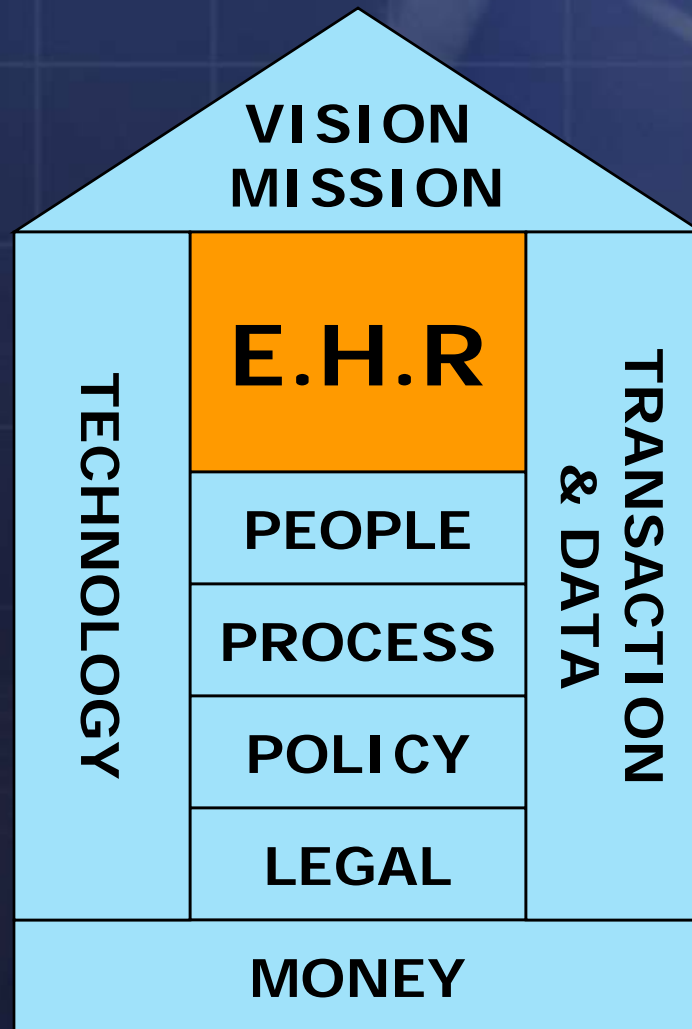 VISION
MISSION
TECHNOLOGY
E.H.R
PEOPLE
PROCESS
POLICY
LEGAL
TRANSACTION
& DATA
MONEY